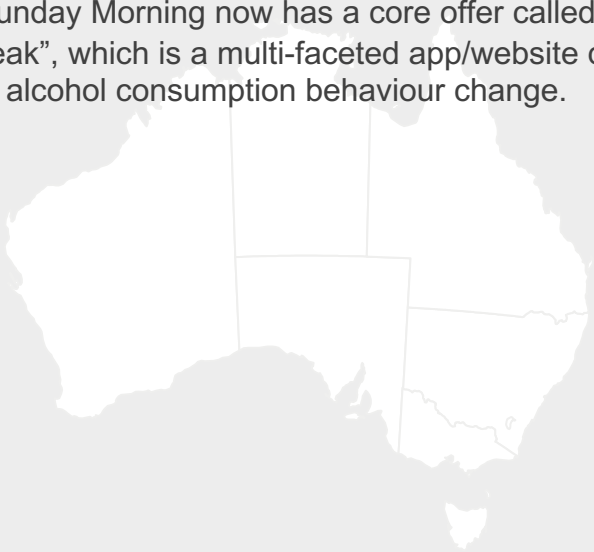 unday Morning now has a core offer called
eak”, which is a multi-faceted app/website
alcohol consumption behaviour change.